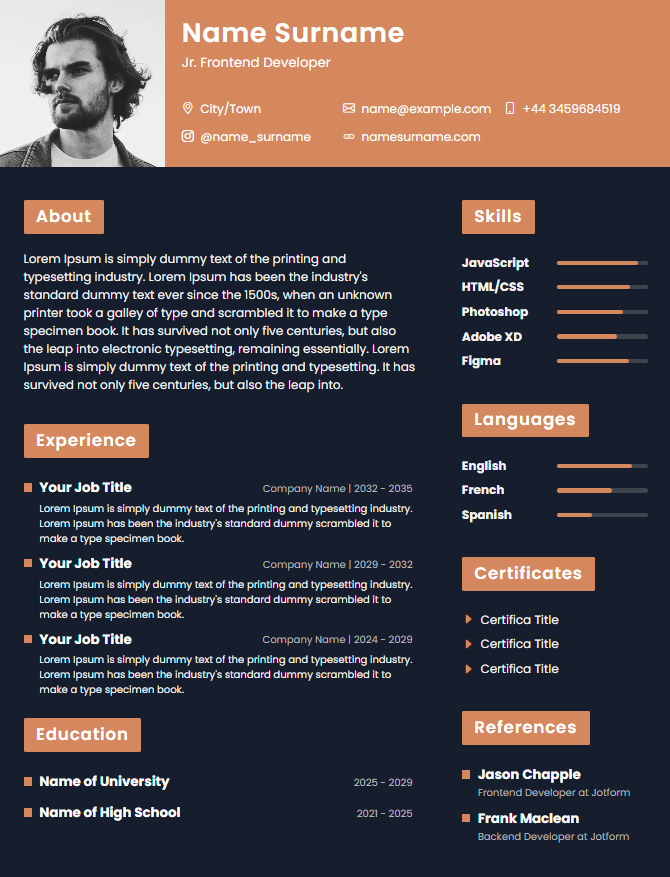 Name Surname
Jr. Frontend Developer
City/Town
name@example.com
+44 3459684519
@name_surname
namesurname.com
About
Lorem Ipsum is simply dummy text of the printing and
typesetting industry. Lorem Ipsum has been the industry's
standard dummy text ever since the 1500s, when an unknown
printer took a galley of type and scrambled it to make a type
specimen book. It has survived not only five centuries, but also
the leap into electronic typesetting, remaining essentially. Lorem
Ipsum is simply dummy text of the printing and typesetting. It has
survived not only five centuries, but also the leap into.
Experience
Your Job Title
Company Name | 2032 - 2035
Lorem Ipsum is simply dummy text of the printing and typesetting industry.
Lorem Ipsum has been the industry's standard dummy scrambled it to
make a type specimen book.
Your Job Title
Company Name | 2029 - 2032
Lorem Ipsum is simply dummy text of the printing and typesetting industry.
Lorem Ipsum has been the industry's standard dummy scrambled it to
make a type specimen book.
Your Job Title
Company Name | 2024 - 2029
Lorem Ipsum is simply dummy text of the printing and typesetting industry.
Lorem Ipsum has been the industry's standard dummy scrambled it to
make a type specimen book.
Education
Name of University
2025 - 2029
Name of High School
2021 - 2025
Skills
JavaScript
HTML/CSS
Photoshop
Adobe XD
Figma
Languages
English
French
Spanish
Certificates
Certifica Title
Certifica Title
Certifica Title
References
Jason Chapple
Frontend Developer at Jotform
Frank Maclean
Backend Developer at Jotform